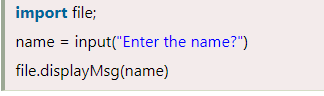 import file;
name = input("Enter the name?")
file.displayMsg(name)